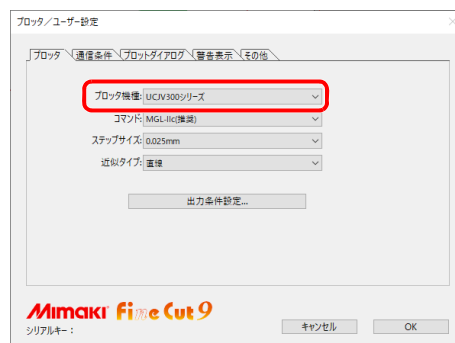 プロッタ／ユーザー設定
プロッタ 通信条件 プロットダイアログ 警告表示 その他
プロッタ機種: UCJV300シリーズ
コマンド: MGL-IIc(推奨)
ステップサイズ: 0.025mm
近似タイプ: 直線
出力条件設定...
Mimaki Fine Cut 9
シリアルキー：
キャンセル OK